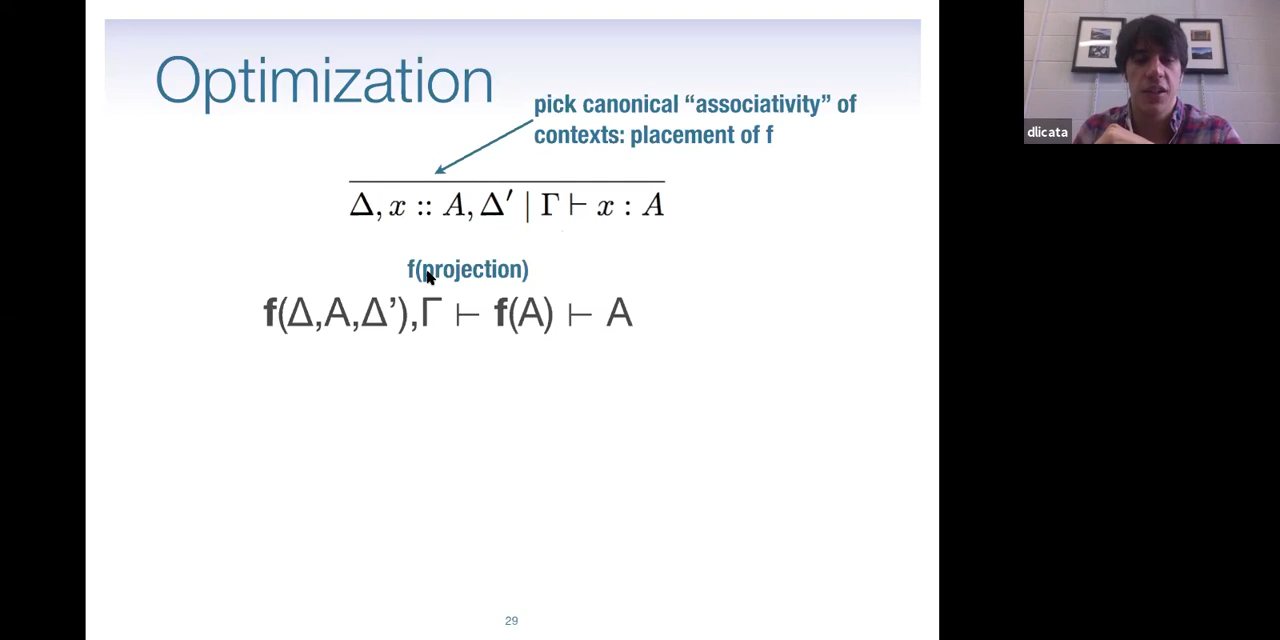 Optimization
pick canonical “associativity” of
contexts: placement of f
Δ, x :: A, Δ′ | Γ ⊢ x : A
f(projection)
f(Δ,A,Δ’),Γ ⊢ f(A) ⊢ A
29
dlicata